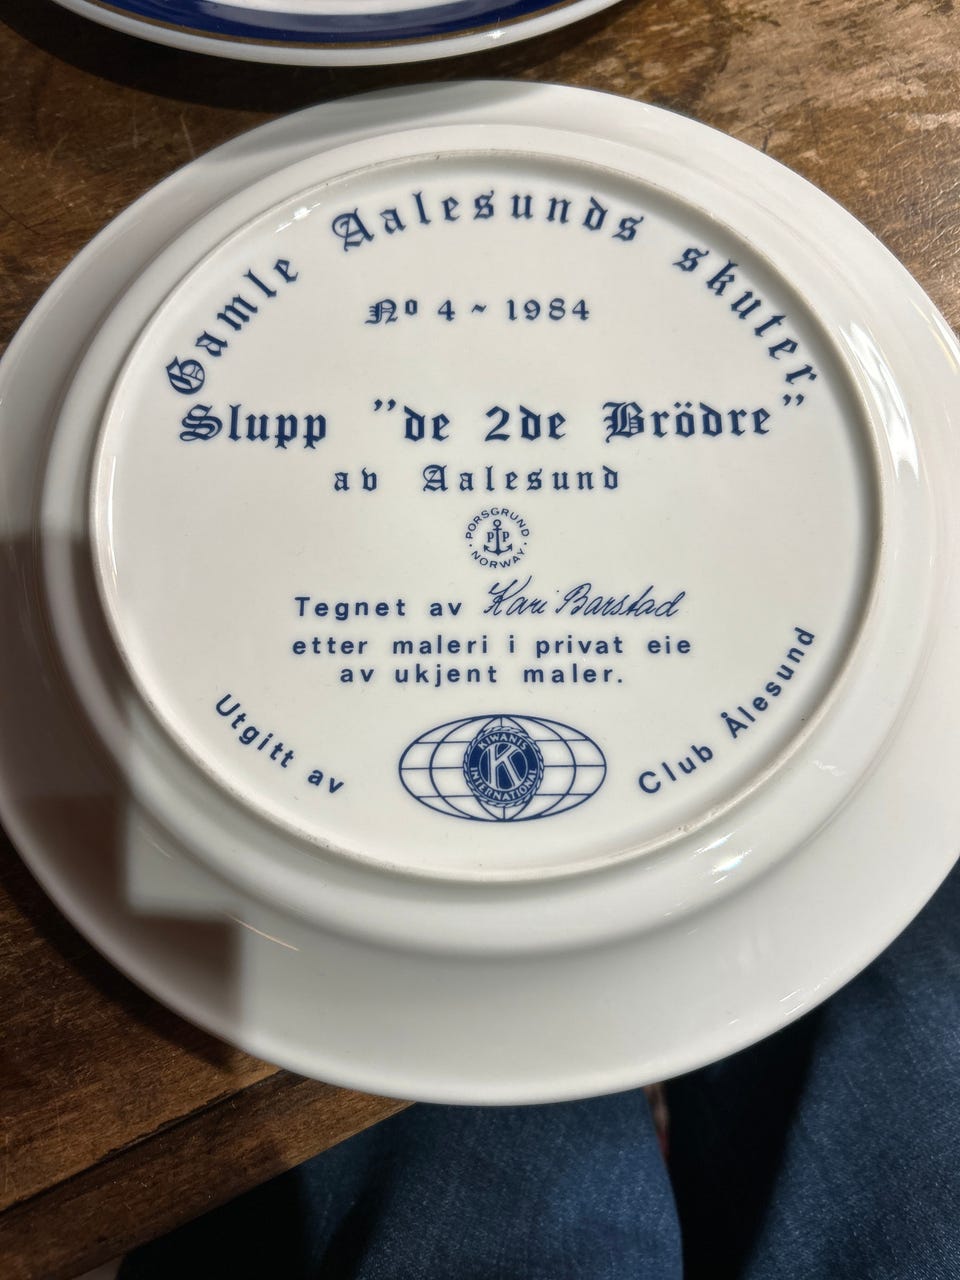 Gamle Aalesunds skuter
Nº 4 ~ 1984
Slupp "de 2de Brödre"
av Aalesund
PORSGRUND
PP
NORWAY
Tegnet av Kari Barstad
etter maleri i privat eie
av ukjent maler.
Utgitt av
KIWANIS
K
INTERNATIONAL
Club Ålesund